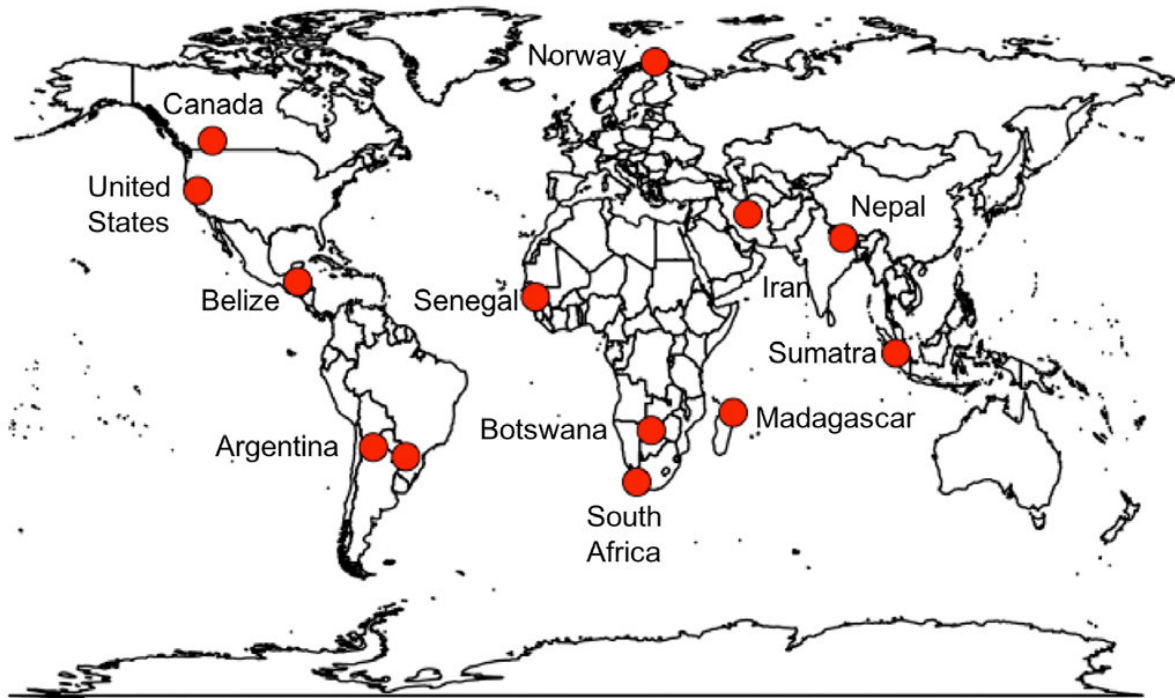 Norway
Canada
United
States
Nepal
Belize
Senegal
Iran
Sumatra
Argentina
Botswana
Madagascar
South
Africa